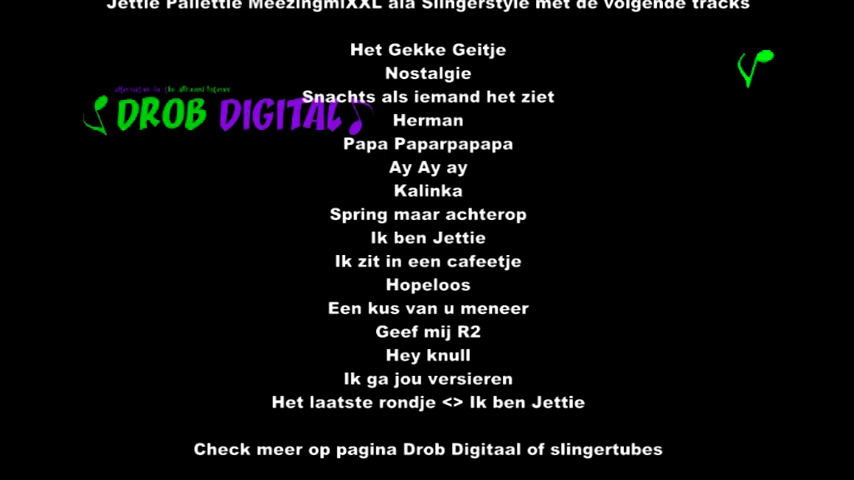 Jettie Pallettie MeezingmiXXL ala Slingerstyle met de volgende tracks
Het Gekke Geitje
Nostalgie
Snachts als iemand het ziet
DROB DIGITAL
Herman
Papa Paparpapapa
Ay Ay ay
Kalinka
Spring maar achterop
Ik ben Jettie
Ik zit in een cafeetje
Hopeloos
Een kus van u meneer
Geef mij R2
Hey knull
Ik ga jou versieren
Het laatste rondje <> Ik ben Jettie
Check meer op pagina Drob Digitaal of slingertubes